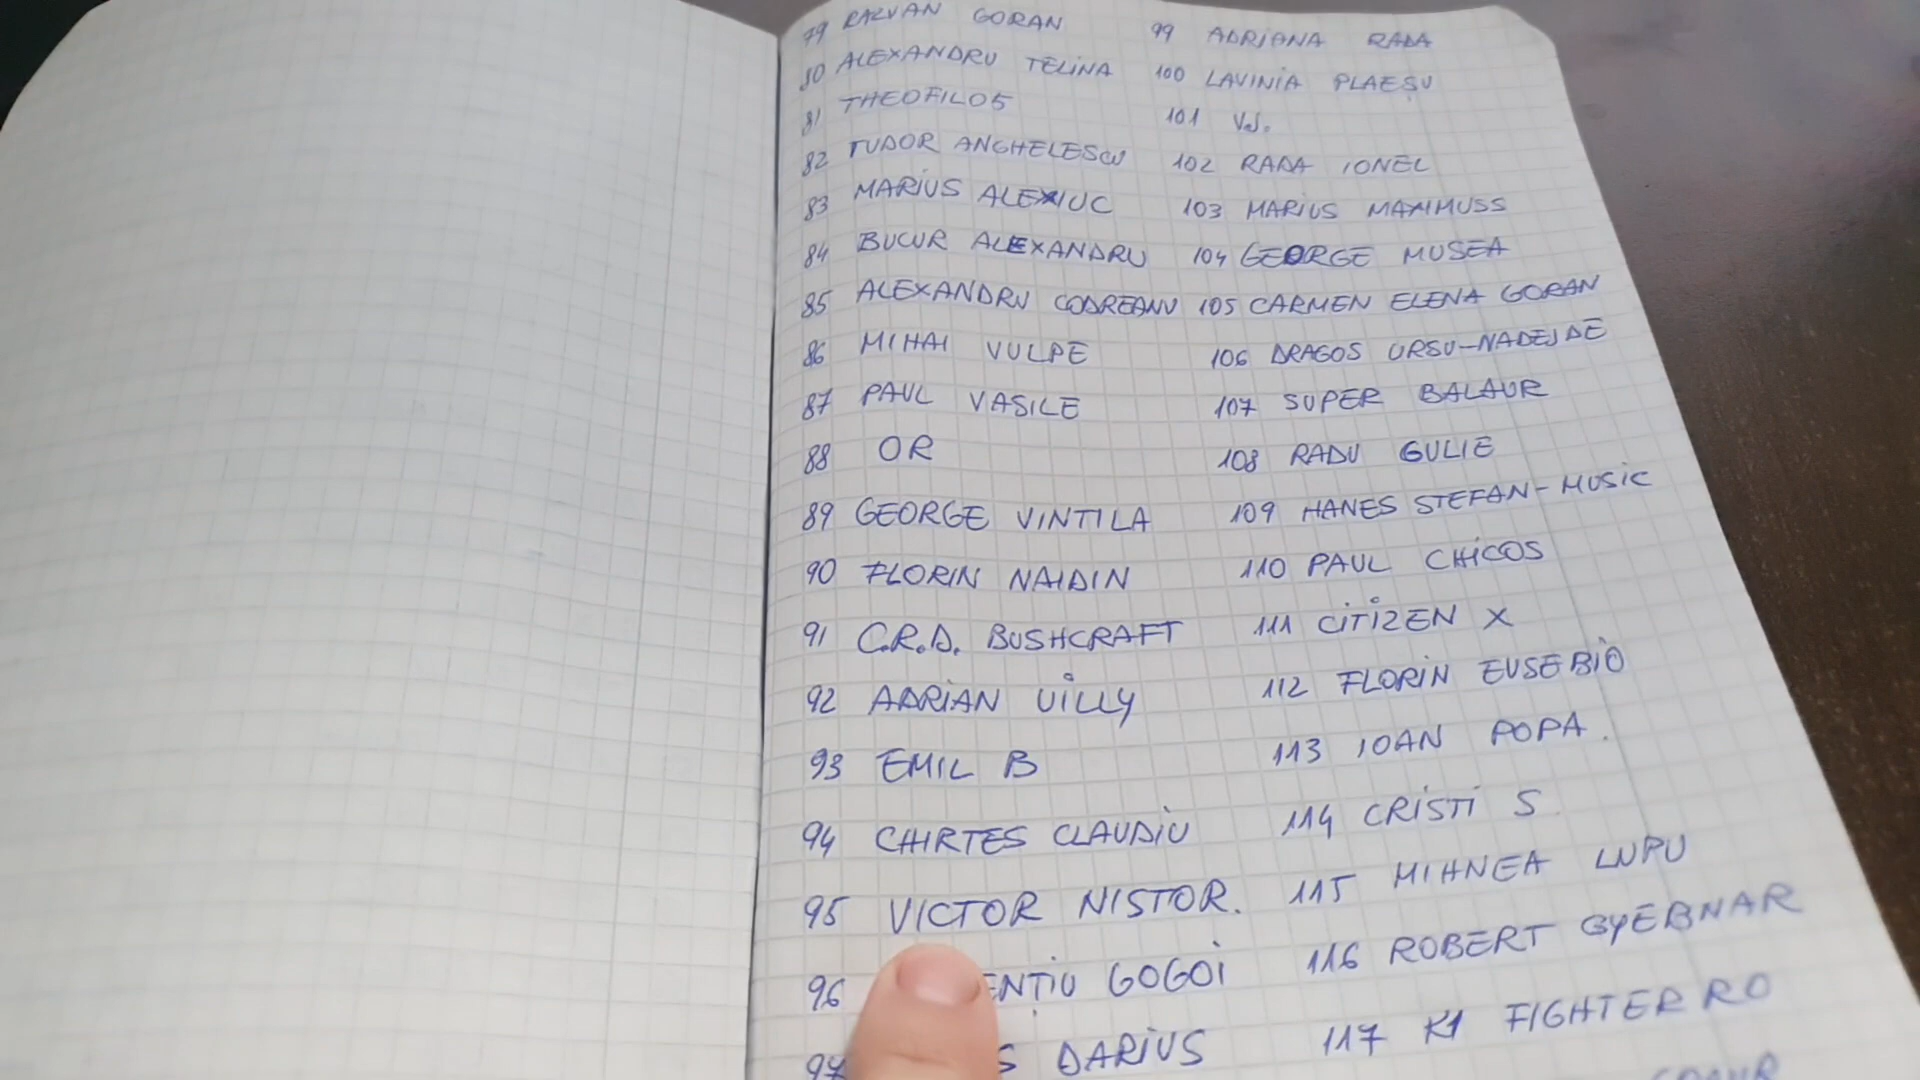 79 RAZVAN GORAN
80 ALEXANDRU TELINA
81 THEOFILOS
82 TUDOR ANGHELESCU
83 MARIUS ALEXIUC
84 BUCUR ALEXANDRU
85 ALEXANDRU CODREANU
86 MIHAI VULPE
87 PAUL VASILE
88 OR
89 GEORGE VINTILA
90 FLORIN NAIDIN
91 C.R.D. BUSHCRAFT
92 ADRIAN VILLY
93 EMIL B
94 CHIRTES CLAUDIU
95 VICTOR NISTOR.
96 ENȚIU GOGOI
97 S DARIUS
99 ADRIANA RADA
100 LAVINIA PLAEȘU
101
102 RADA IONEL
103 MARIUS MAXIMUSS
104 GEORGE MUSEA
105 CARMEN ELENA GORAN
106 DRAGOS URSU-NADEJDE
107 SUPER BALAUR
108 RADU GULIE
109 HANES STEFAN-MUSIC
110 PAUL CHICOS
111 CITIZEN X
112 FLORIN EUSEBIO
113 IOAN POPA.
114 CRISTI S
115 MIHNEA LUPU
116 ROBERT GYEBNAR
117 K1 FIGHTER RO